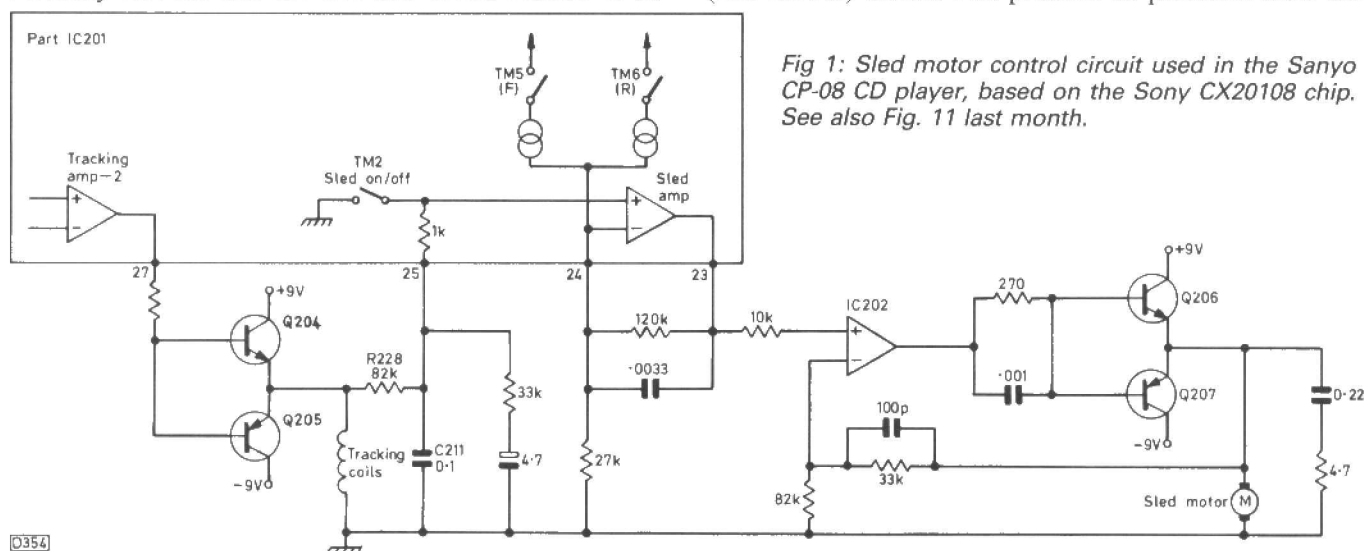 Part IC201
TM5
(F)
TM6
(R)
Fig 1: Sled motor control circuit used in the Sanyo
CP-08 CD player, based on the Sony CX20108 chip.
See also Fig. 11 last month.
Tracking
amp-2
TM2
Sled on/off
Sled
amp
+
-
+
-
1k
27
25
24
23
+9V
Q204
Q205
-9V
R228
82k
Tracking
coils
C211
0·1
33k
4·7
120k
·0033
27k
10k
IC202
+
-
270
·001
100p
33k
82k
+9V
Q206
Q207
-9V
0·22
4·7
Sled motor
M
D354